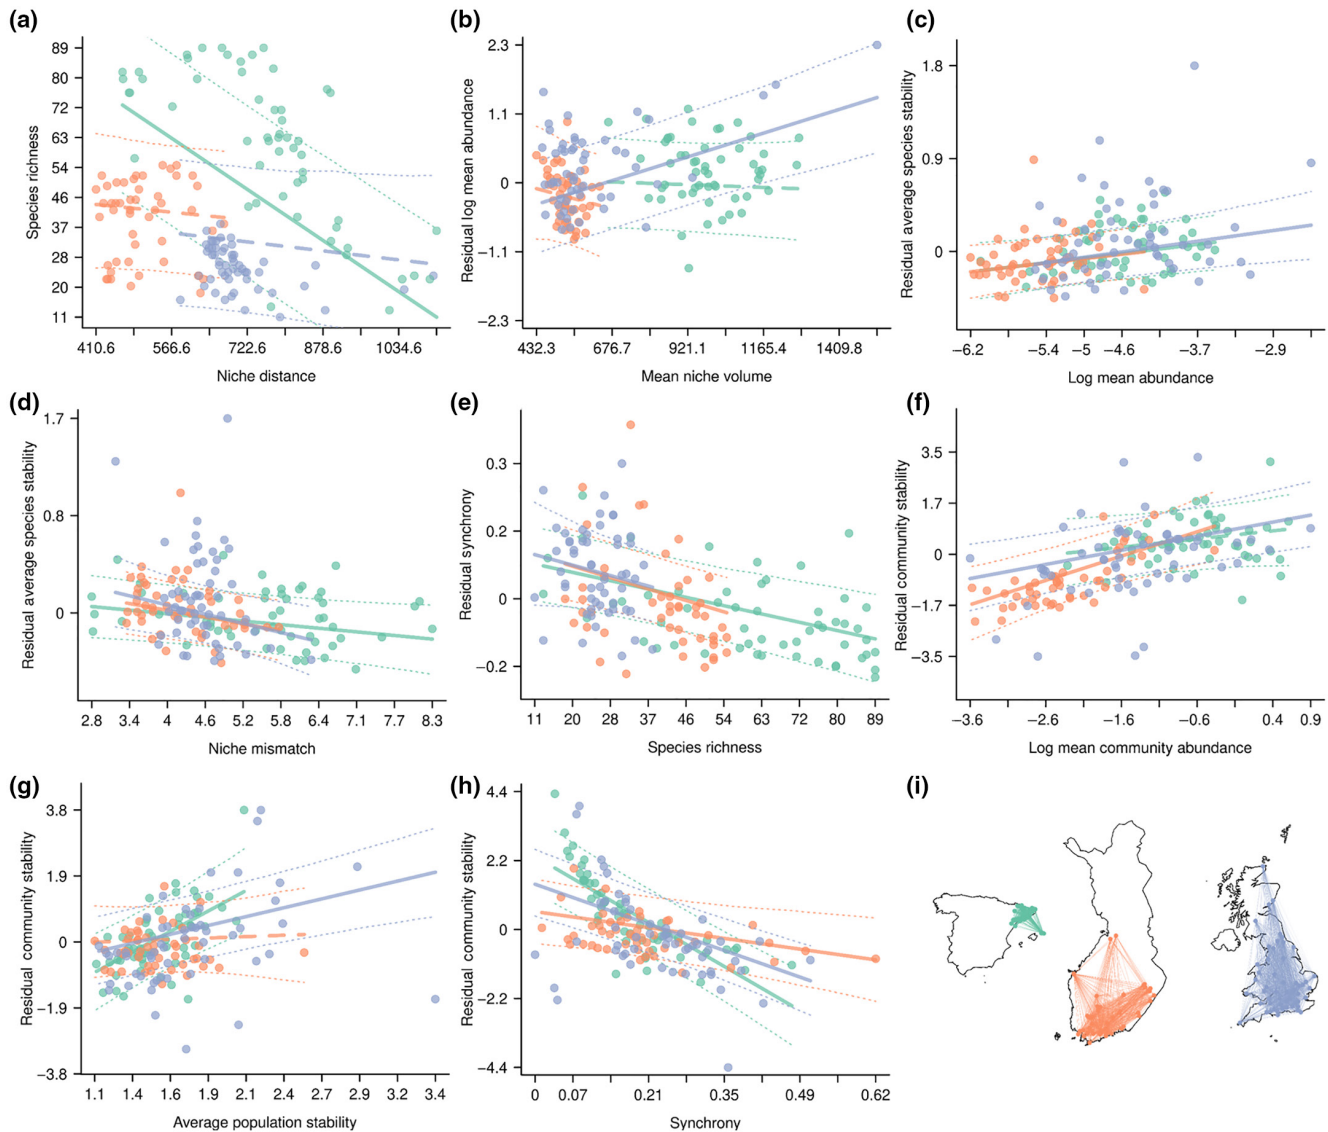 (a)
Species richness
89
80
72
63
54
46
37
28
20
11
410.6 566.6 722.6 878.6 1034.6
Niche distance
(b)
Residual log mean abundance
2.3
1.1
0
−1.1
−2.3
432.3 676.7 921.1 1165.4 1409.8
Mean niche volume
(c)
Residual average species stability
1.8
0.9
0
−6.2 −5.4 −5 −4.6 −3.7 −2.9
Log mean abundance
(d)
Residual average species stability
1.7
0.8
0
2.8 3.4 4 4.6 5.2 5.8 6.4 7.1 7.7 8.3
Niche mismatch
(e)
Residual synchrony
0.3
0.2
0
−0.2
11 20 28 37 46 54 63 72 80 89
Species richness
(f)
Residual community stability
3.5
1.7
0
−1.7
−3.5
−3.6 −2.6 −1.6 −0.6 0.4 0.9
Log mean community abundance
(g)
Residual community stability
3.8
1.9
0
−1.9
−3.8
1.1 1.4 1.6 1.9 2.1 2.4 2.7 2.9 3.4
Average population stability
(h)
Residual community stability
4.4
2.2
0
−2.2
−4.4
0 0.07 0.21 0.35 0.49 0.62
Synchrony
(i)